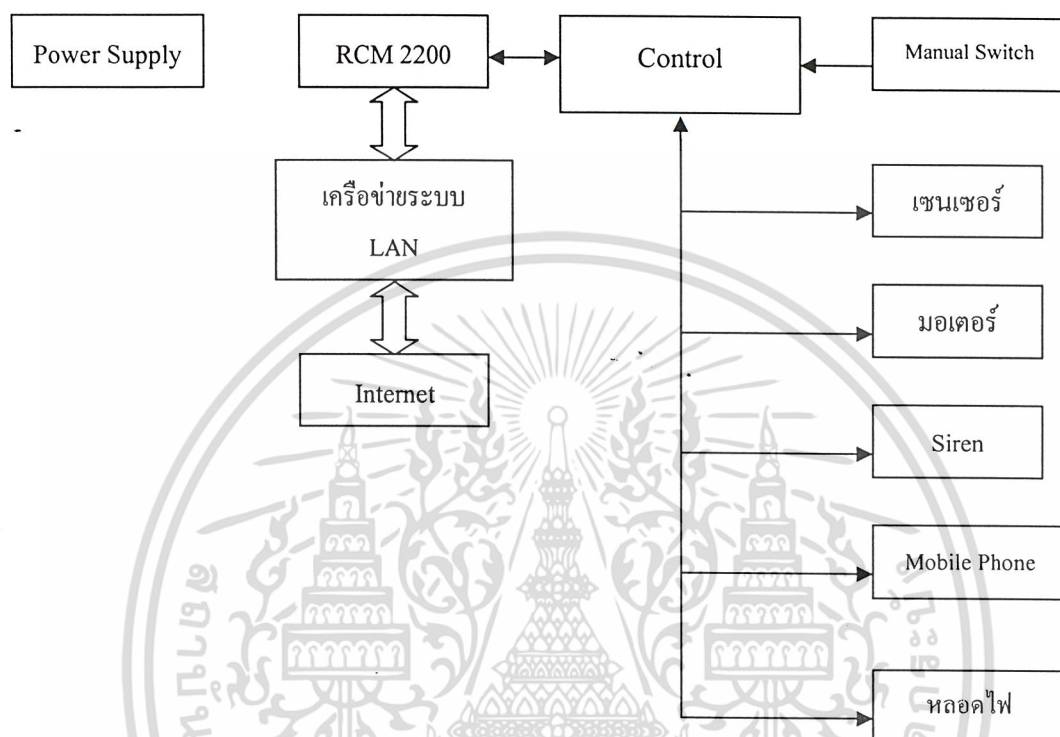 Power Supply
RCM 2200
Control
Manual Switch
เครือข่ายระบบ
LAN
Internet
เซนเซอร์
มอเตอร์
Siren
Mobile Phone
หลอดไฟ